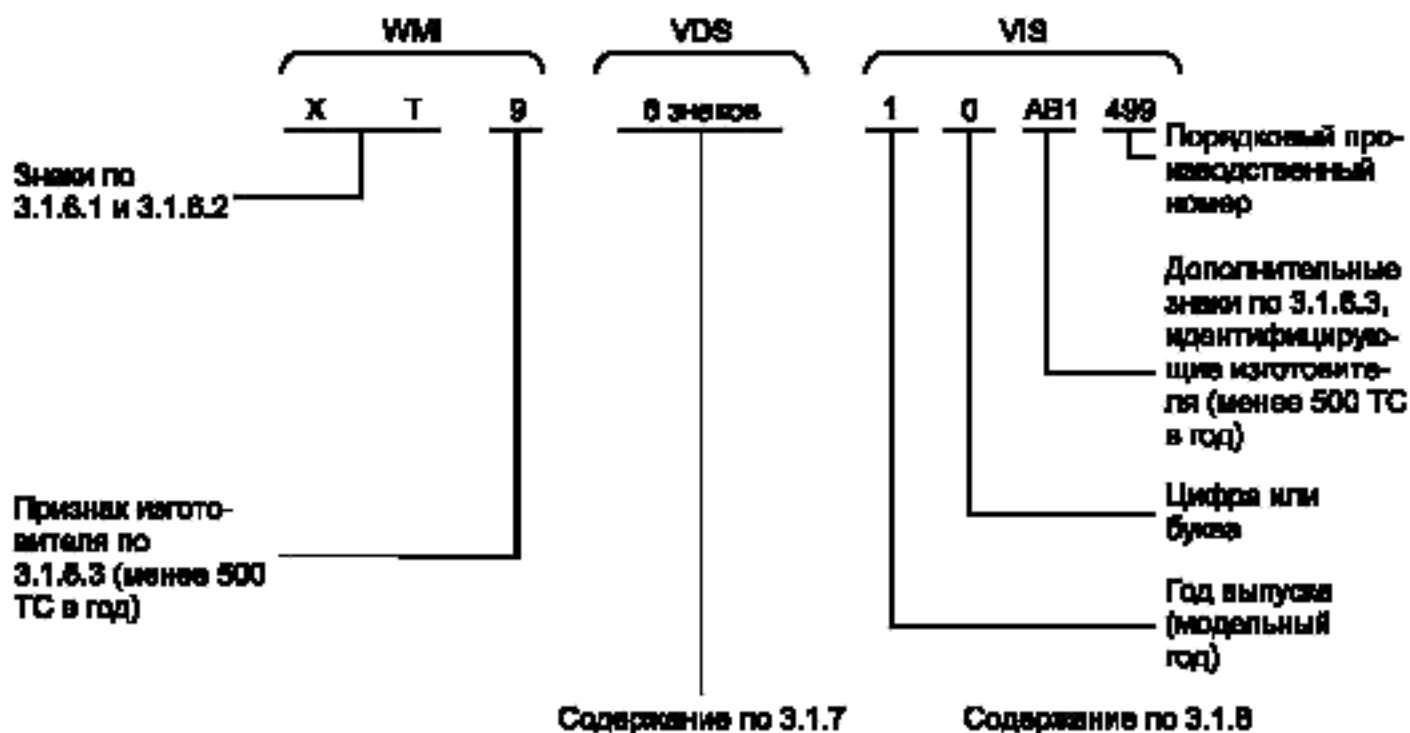 WMI VDS VIS
X T 9 6 знаков 1 0 AB1 499
Знаки по
3.1.6.1 и 3.1.6.2
Порядковый про-
изводственный
номер
Дополнительные
знаки по 3.1.6.3,
идентифицирую-
щие изготовите-
ля (менее 500 ТС
в год)
Признак изгото-
вителя по
3.1.6.3 (менее 500
ТС в год)
Цифра или
буква
Год выпуска
(модельный
год)
Содержание по 3.1.7 Содержание по 3.1.8